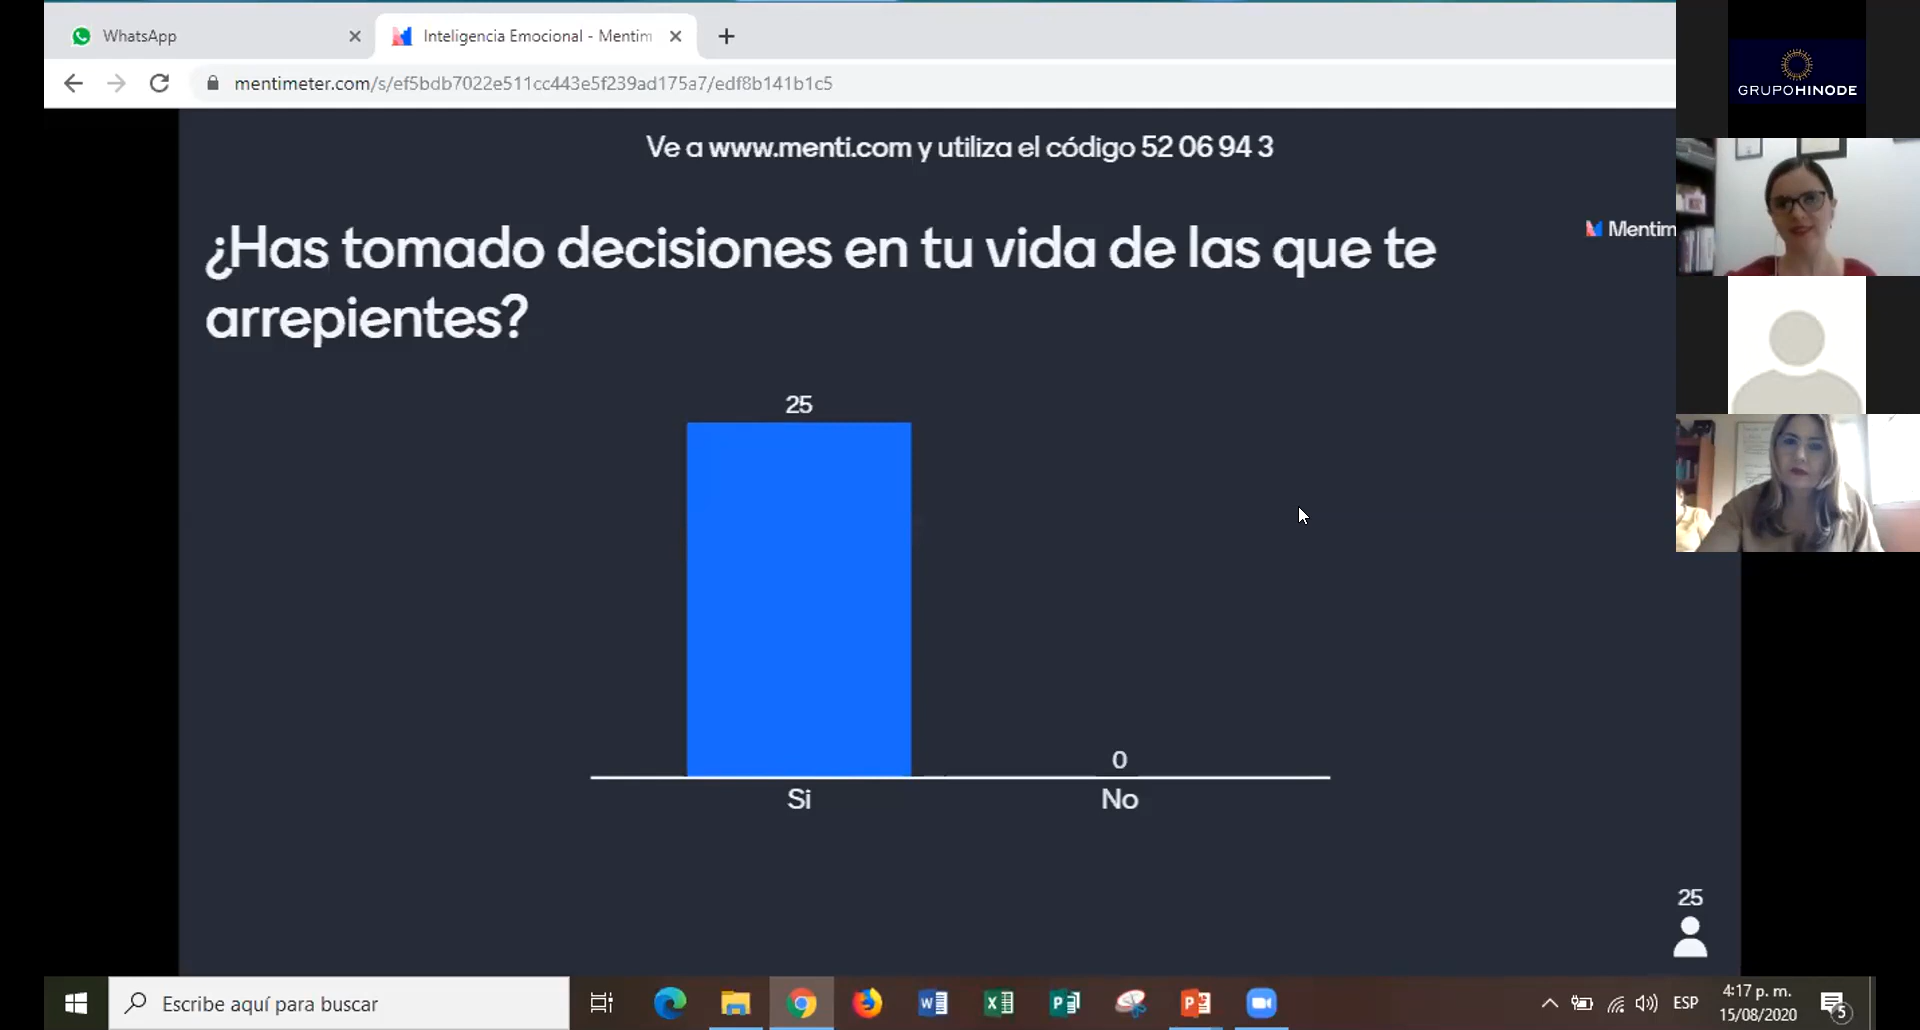 WhatsApp
Inteligencia Emocional - Mentim
mentimeter.com/s/ef5bdb7022e511cc443e5f239ad175a7/edf8b141b1c5
GRUPOHINODE
Ve a www.menti.com y utiliza el código 52 06 94 3
Mentim
¿Has tomado decisiones en tu vida de las que te
arrepientes?
25
0
Si
No
25
Escribe aquí para buscar
ESP
4:17 p. m.
15/08/2020
5